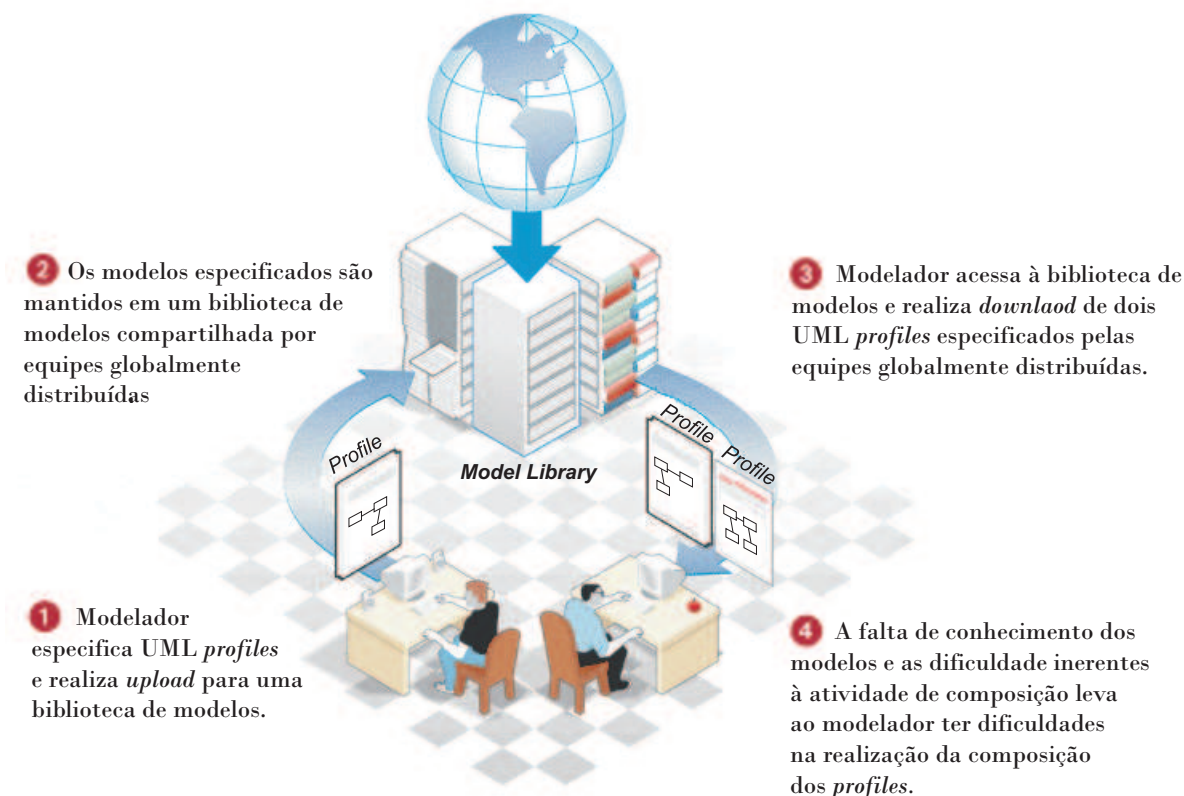 2 Os modelos especificados são
mantidos em um biblioteca de
modelos compartilhada por
equipes globalmente
distribuídas
3 Modelador acessa à biblioteca de
modelos e realiza downlaod de dois
UML profiles especificados pelas
equipes globalmente distribuídas.
Profile
Model Library
Profile
Profile
1 Modelador
especifica UML profiles
e realiza upload para uma
biblioteca de modelos.
4 A falta de conhecimento dos
modelos e as dificuldade inerentes
à atividade de composição leva
ao modelador ter dificuldades
na realização da composição
dos profiles.